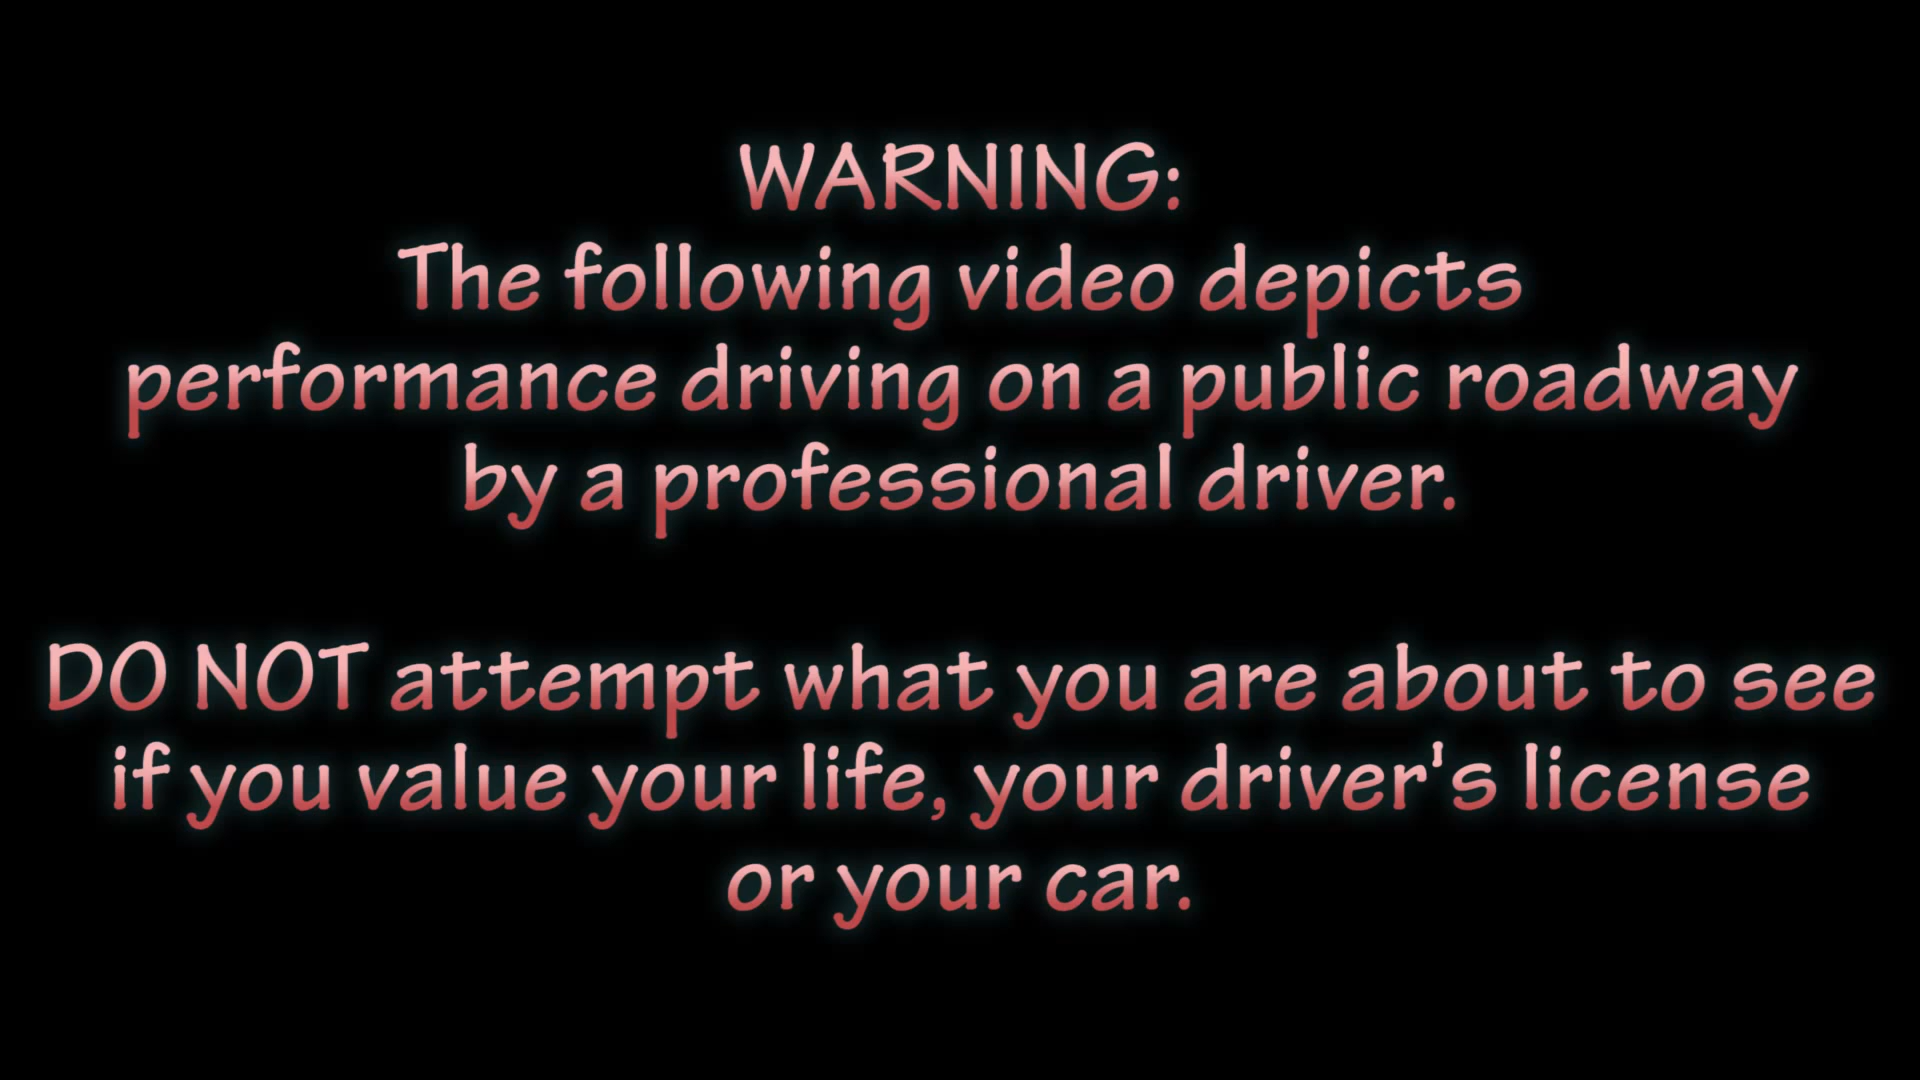 WARNING:
The following video depicts
performance driving on a public roadway
by a professional driver.
DO NOT attempt what you are about to see
if you value your life, your driver's license
or your car.